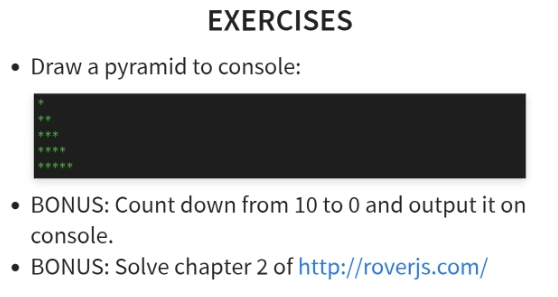 EXERCISES
• Draw a pyramid to console:
*
**
***
****
*****
• BONUS: Count down from 10 to 0 and output it on
console.
• BONUS: Solve chapter 2 of http://roverjs.com/